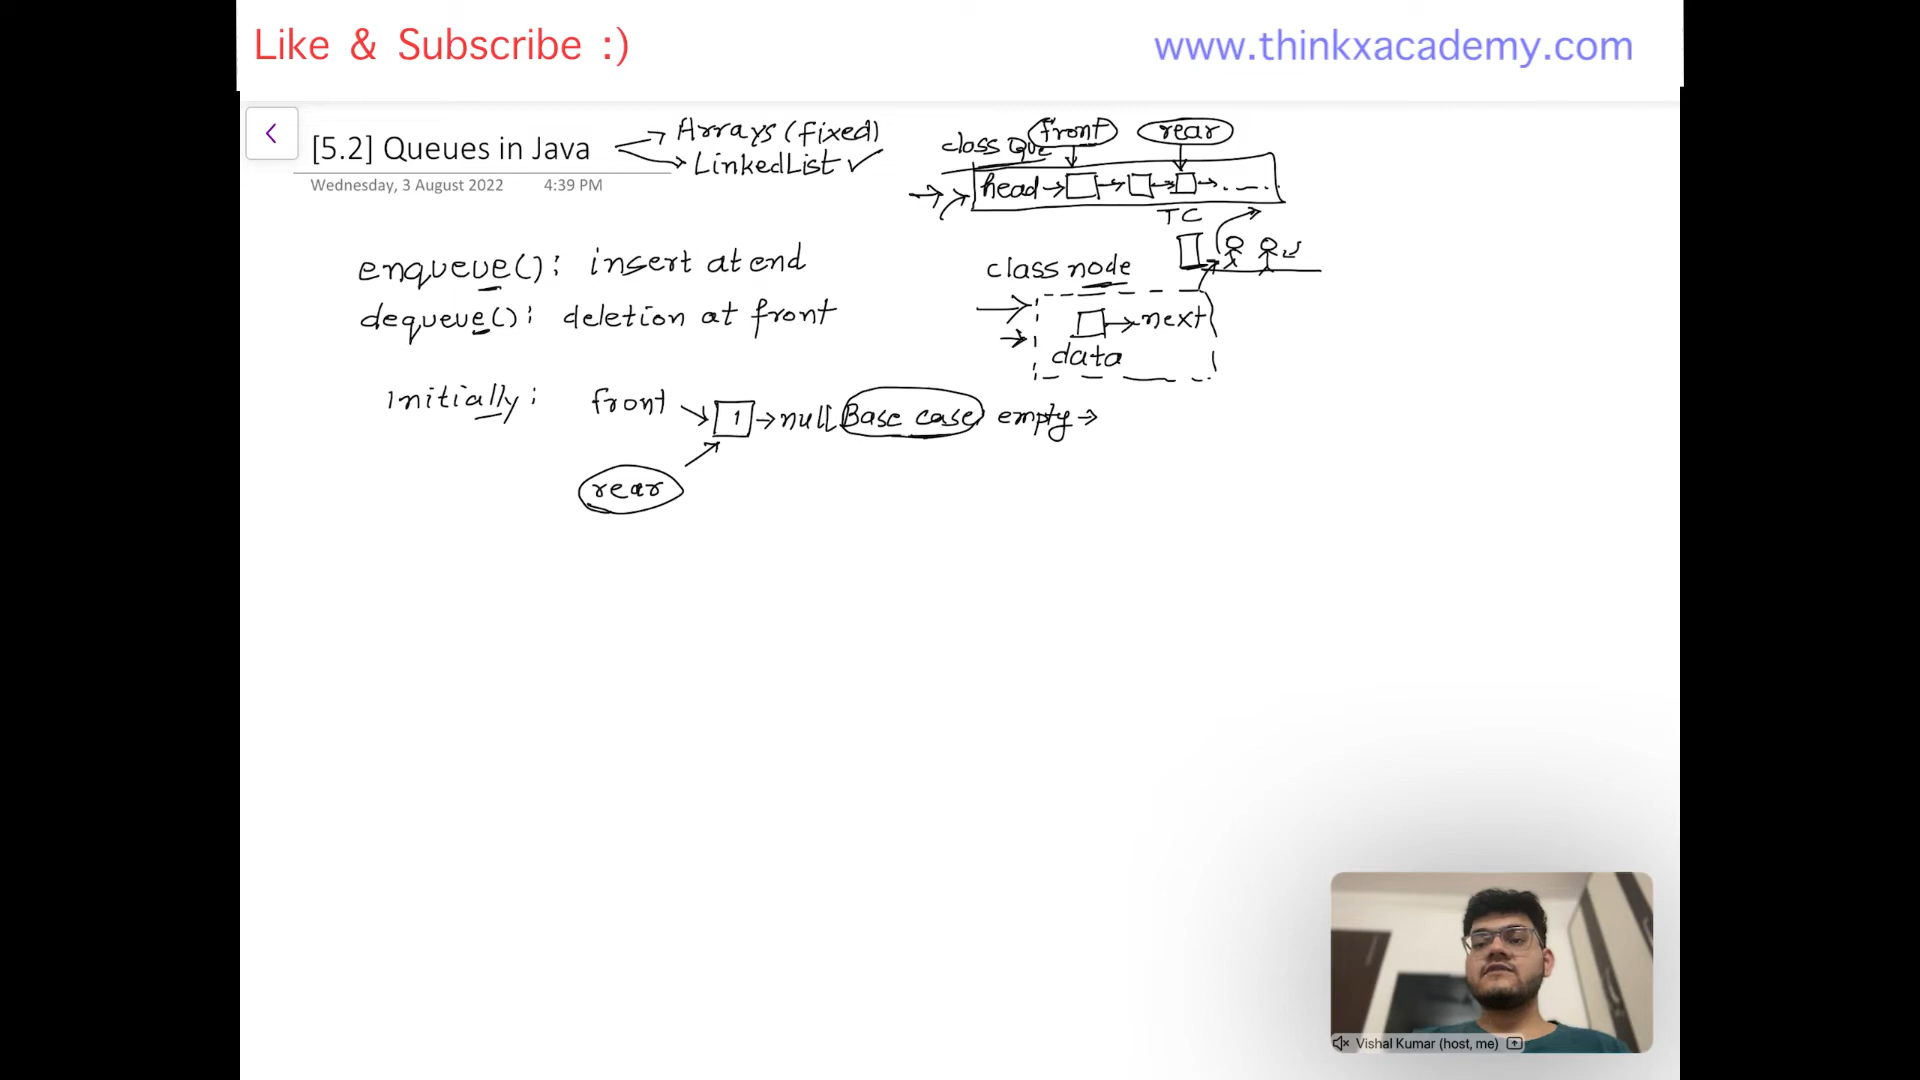 Like & Subscribe :)
www.thinkxacademy.com
[5.2] Queues in Java
Wednesday, 3 August 2022 4:39 PM
Arrays (fixed)
LinkedList ✓
class Que
front
rear
head → → → → .....
TC
enqueue() : insert at end
dequeue() : deletion at front
class node
→ next
data
Initially :
front
1 → null
Base case
empty →
rear
Vishal Kumar (host, me)